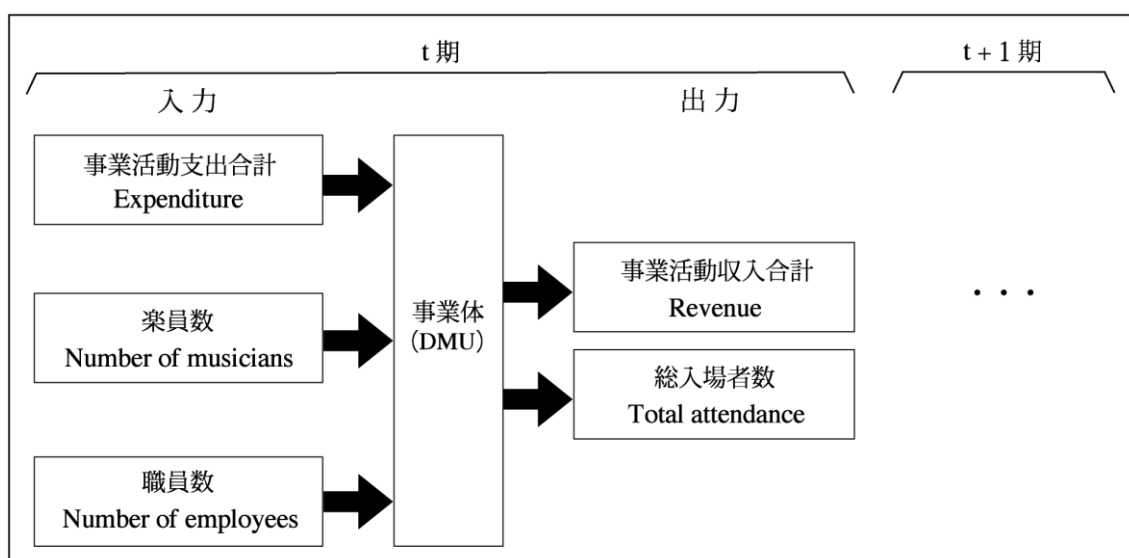 t 期
t + 1 期
入 力
出 力
事業活動支出合計
Expenditure
楽員数
Number of musicians
職員数
Number of employees
事業体
(DMU)
事業活動収入合計
Revenue
総入場者数
Total attendance
・・・